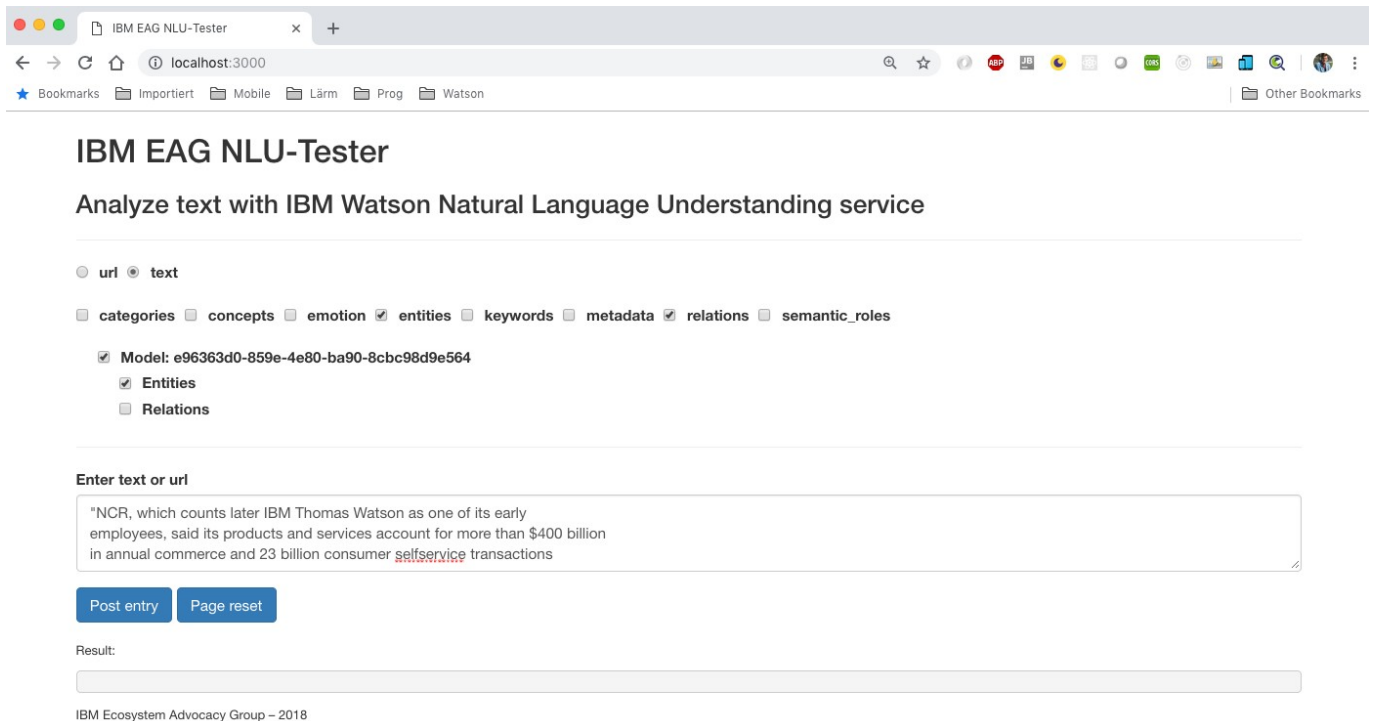 IBM EAG NLU-Tester
localhost:3000
ABP JB CORS
Bookmarks Importiert Mobile Lärm Prog Watson Other Bookmarks
IBM EAG NLU-Tester
Analyze text with IBM Watson Natural Language Understanding service
url text
categories concepts emotion entities keywords metadata relations semantic_roles
Model: e96363d0-859e-4e80-ba90-8cbc98d9e564
Entities
Relations
Enter text or url
"NCR, which counts later IBM Thomas Watson as one of its early
employees, said its products and services account for more than $400 billion
in annual commerce and 23 billion consumer selfservice transactions
Post entry Page reset
Result:
IBM Ecosystem Advocacy Group – 2018